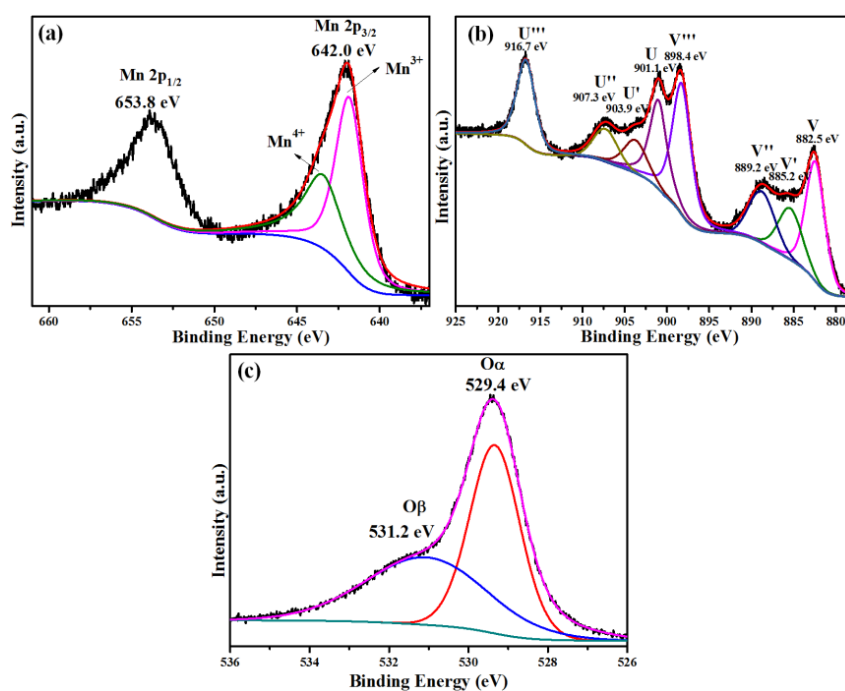 (a)
Mn 2p3/2
642.0 eV
Mn 2p1/2
653.8 eV
Mn3+
Mn4+
Intensity (a.u.)
660 655 650 645 640
Binding Energy (eV)
(b)
U'''
916.7 eV
U''
907.3 eV
U'
903.9 eV
U
901.1 eV
V'''
898.4 eV
V''
889.2 eV
V'
885.2 eV
V
882.5 eV
Intensity (a.u.)
925 920 915 910 905 900 895 890 885 880
Binding Energy (eV)
(c)
Oα
529.4 eV
Oβ
531.2 eV
Intensity (a.u.)
536 534 532 530 528 526
Binding Energy (eV)